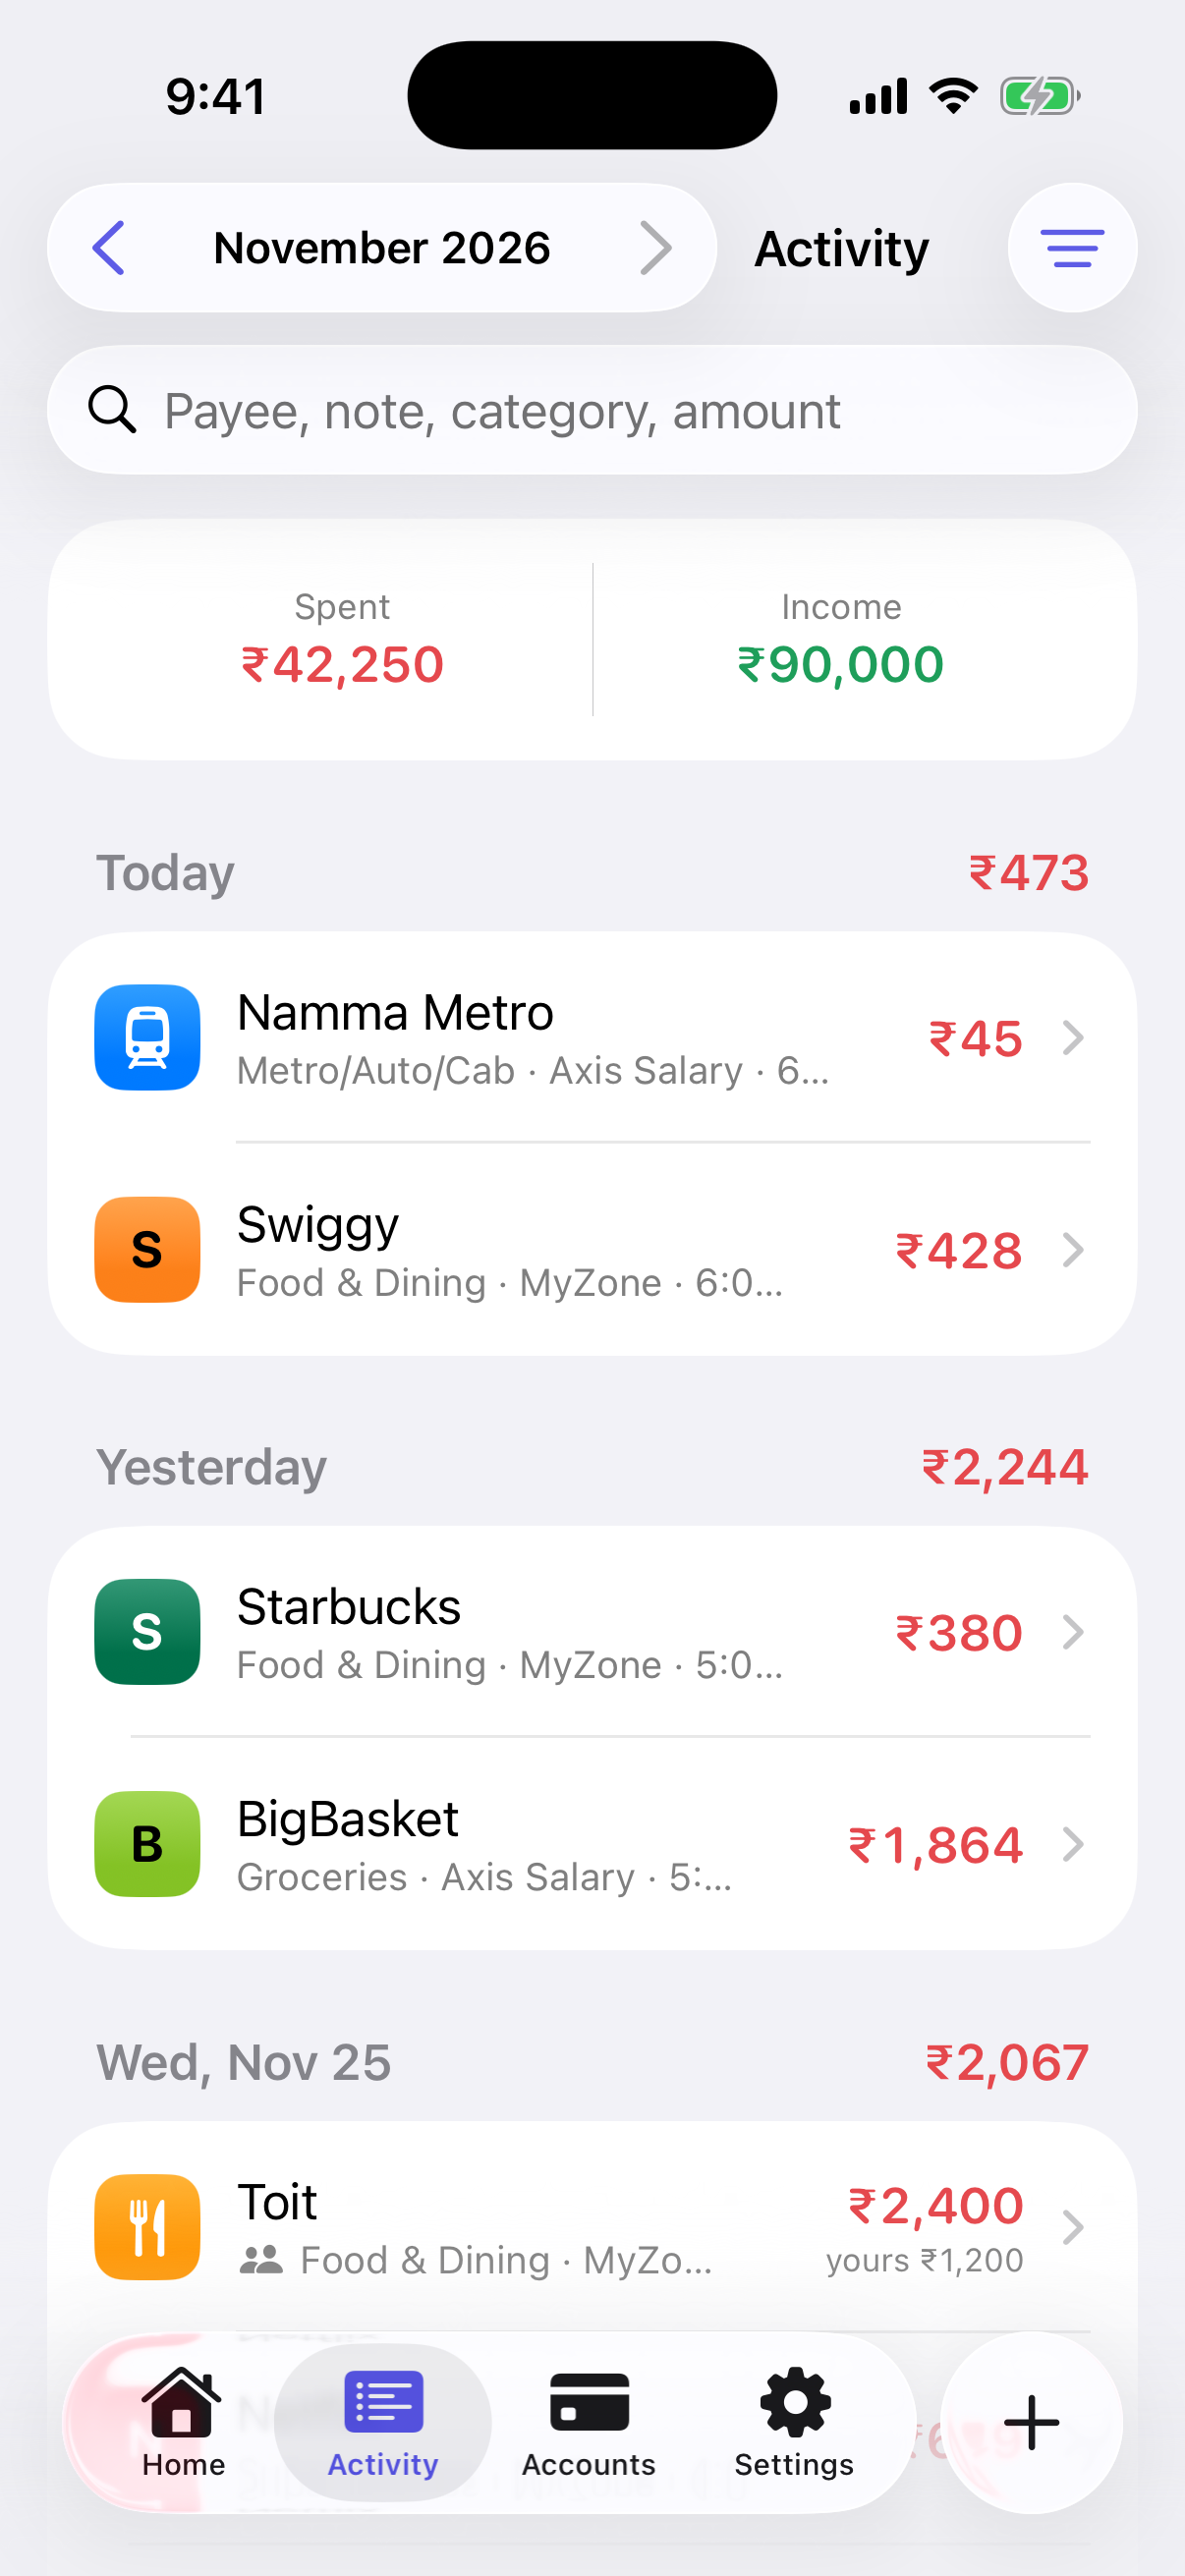 9:41
November 2026
Activity
Payee, note, category, amount
Spent
Income
₹42,250
₹90,000
Today
₹473
Namma Metro
₹45
Metro/Auto/Cab · Axis Salary · 6...
S
Swiggy
₹428
Food & Dining · MyZone · 6:0...
Yesterday
₹2,244
S
Starbucks
₹380
Food & Dining · MyZone · 5:0...
B
BigBasket
₹1,864
Groceries · Axis Salary · 5:...
Wed, Nov 25
₹2,067
Toit
₹2,400
Food & Dining · MyZo...
yours ₹1,200
Home
Activity
Accounts
Settings